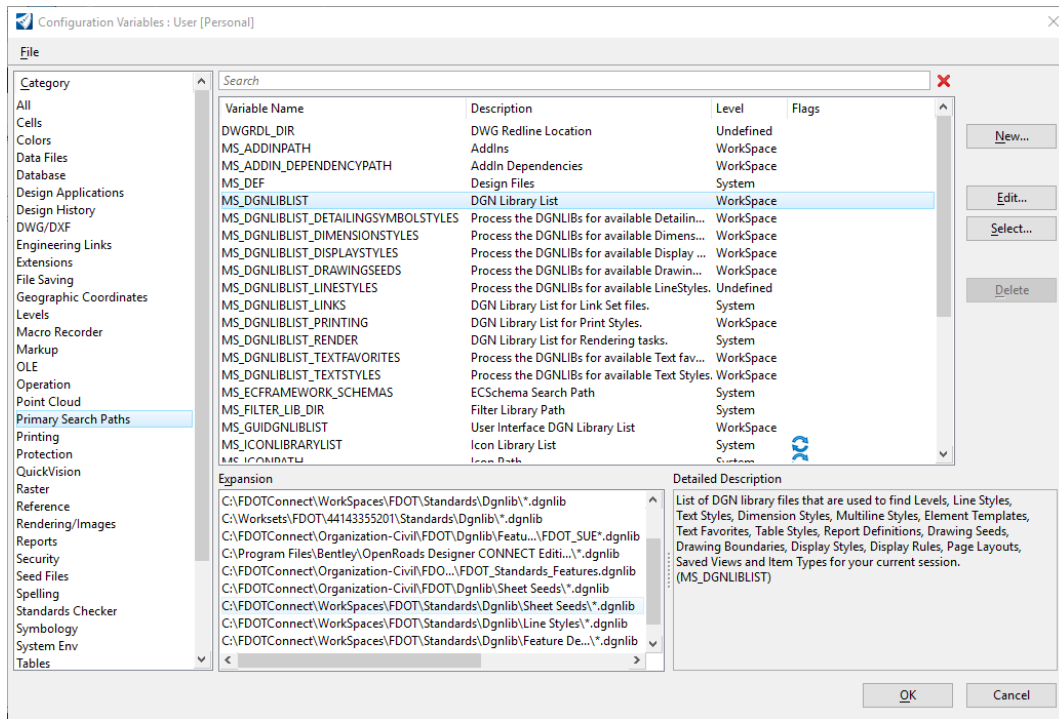 Configuration Variables : User [Personal]
File
Category
All
Cells
Colors
Data Files
Database
Design Applications
Design History
DWG/DXF
Engineering Links
Extensions
File Saving
Geographic Coordinates
Levels
Macro Recorder
Markup
OLE
Operation
Point Cloud
Primary Search Paths
Printing
Protection
QuickVision
Raster
Reference
Rendering/Images
Reports
Security
Seed Files
Spelling
Standards Checker
Symbology
System Env
Tables
Search
Variable Name Description Level Flags
DWGRDL_DIR DWG Redline Location Undefined
MS_ADDINPATH AddIns WorkSpace
MS_ADDIN_DEPENDENCYPATH AddIn Dependencies WorkSpace
MS_DEF Design Files System
MS_DGNLIBLIST DGN Library List WorkSpace
MS_DGNLIBLIST_DETAILINGSYMBOLSTYLES Process the DGNLIBs for available Detailin... WorkSpace
MS_DGNLIBLIST_DIMENSIONSTYLES Process the DGNLIBs for available Dimens... WorkSpace
MS_DGNLIBLIST_DISPLAYSTYLES Process the DGNLIBs for available Display ... WorkSpace
MS_DGNLIBLIST_DRAWINGSEEDS Process the DGNLIBs for available Drawin... WorkSpace
MS_DGNLIBLIST_LINESTYLES Process the DGNLIBs for available LineStyles. Undefined
MS_DGNLIBLIST_LINKS DGN Library List for Link Set files. System
MS_DGNLIBLIST_PRINTING DGN Library List for Print Styles. WorkSpace
MS_DGNLIBLIST_RENDER DGN Library List for Rendering tasks. System
MS_DGNLIBLIST_TEXTFAVORITES Process the DGNLIBs for available Text fav... WorkSpace
MS_DGNLIBLIST_TEXTSTYLES Process the DGNLIBs for available Text Styles. WorkSpace
MS_ECFRAMEWORK_SCHEMAS ECSchema Search Path System
MS_FILTER_LIB_DIR Filter Library Path System
MS_GUIDGNLIBLIST User Interface DGN Library List WorkSpace
MS_ICONLIBRARYLIST Icon Library List System
MS_ICONPATH Icon Path System
New...
Edit...
Select...
Delete
Expansion
C:\FDOTConnect\WorkSpaces\FDOT\Standards\Dgnlib\*.dgnlib
C:\Worksets\FDOT\44143355201\Standards\Dgnlib\*.dgnlib
C:\FDOTConnect\Organization-Civil\FDOT\Dgnlib\Featu...\FDOT_SUE*.dgnlib
C:\Program Files\Bentley\OpenRoads Designer CONNECT Editi...\*.dgnlib
C:\FDOTConnect\Organization-Civil\FDO...\FDOT_Standards_Features.dgnlib
C:\FDOTConnect\Organization-Civil\FDOT\Dgnlib\Sheet Seeds\*.dgnlib
C:\FDOTConnect\WorkSpaces\FDOT\Standards\Dgnlib\Sheet Seeds\*.dgnlib
C:\FDOTConnect\WorkSpaces\FDOT\Standards\Dgnlib\Line Styles\*.dgnlib
C:\FDOTConnect\WorkSpaces\FDOT\Standards\Dgnlib\Feature De...\*.dgnlib
Detailed Description
List of DGN library files that are used to find Levels, Line Styles,
Text Styles, Dimension Styles, Multiline Styles, Element Templates,
Text Favorites, Table Styles, Report Definitions, Drawing Seeds,
Drawing Boundaries, Display Styles, Display Rules, Page Layouts,
Saved Views and Item Types for your current session.
(MS_DGNLIBLIST)
OK
Cancel